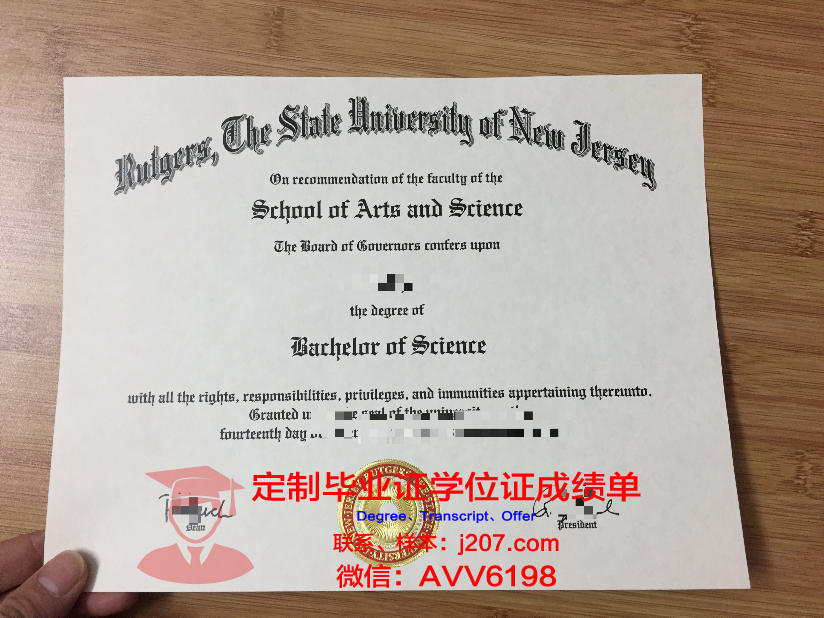 Rutgers, The State University of New Jersey
On recommendation of the faculty of the
School of Arts and Science
The Board of Governors confers upon
the degree of
Bachelor of Science
with all the rights, responsibilities, privileges, and immunities appertaining thereunto.
Granted
fourteenth day
定制毕业证学位证成绩单
Degree、Transcript、Offer
Dean
President
联系、样本：j207.com
微信：AVV6198